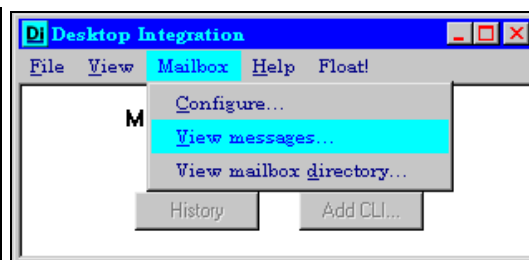 Di Desktop Integration
File View Mailbox Help Float!
M
Configure...
View messages...
View mailbox directory...
History Add CLI...